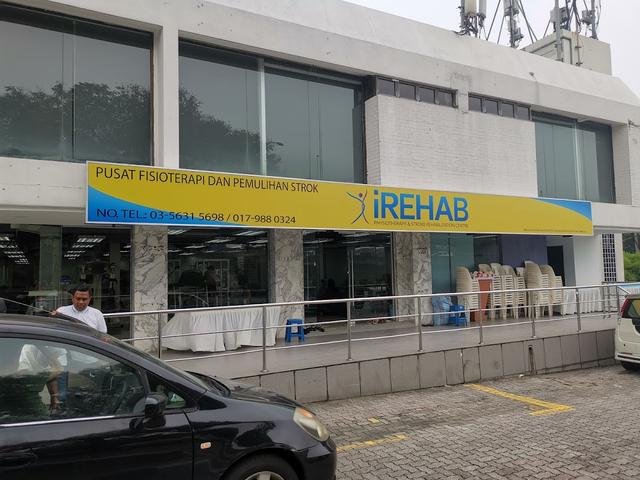 PUSAT FISIOTERAPI DAN PEMULIHAN STROK
NO. TEL.: 03-5631 5698 / 017-988 0324
iREHAB
PHYSIOTHERAPY & STROKE REHABILITATION CENTRE